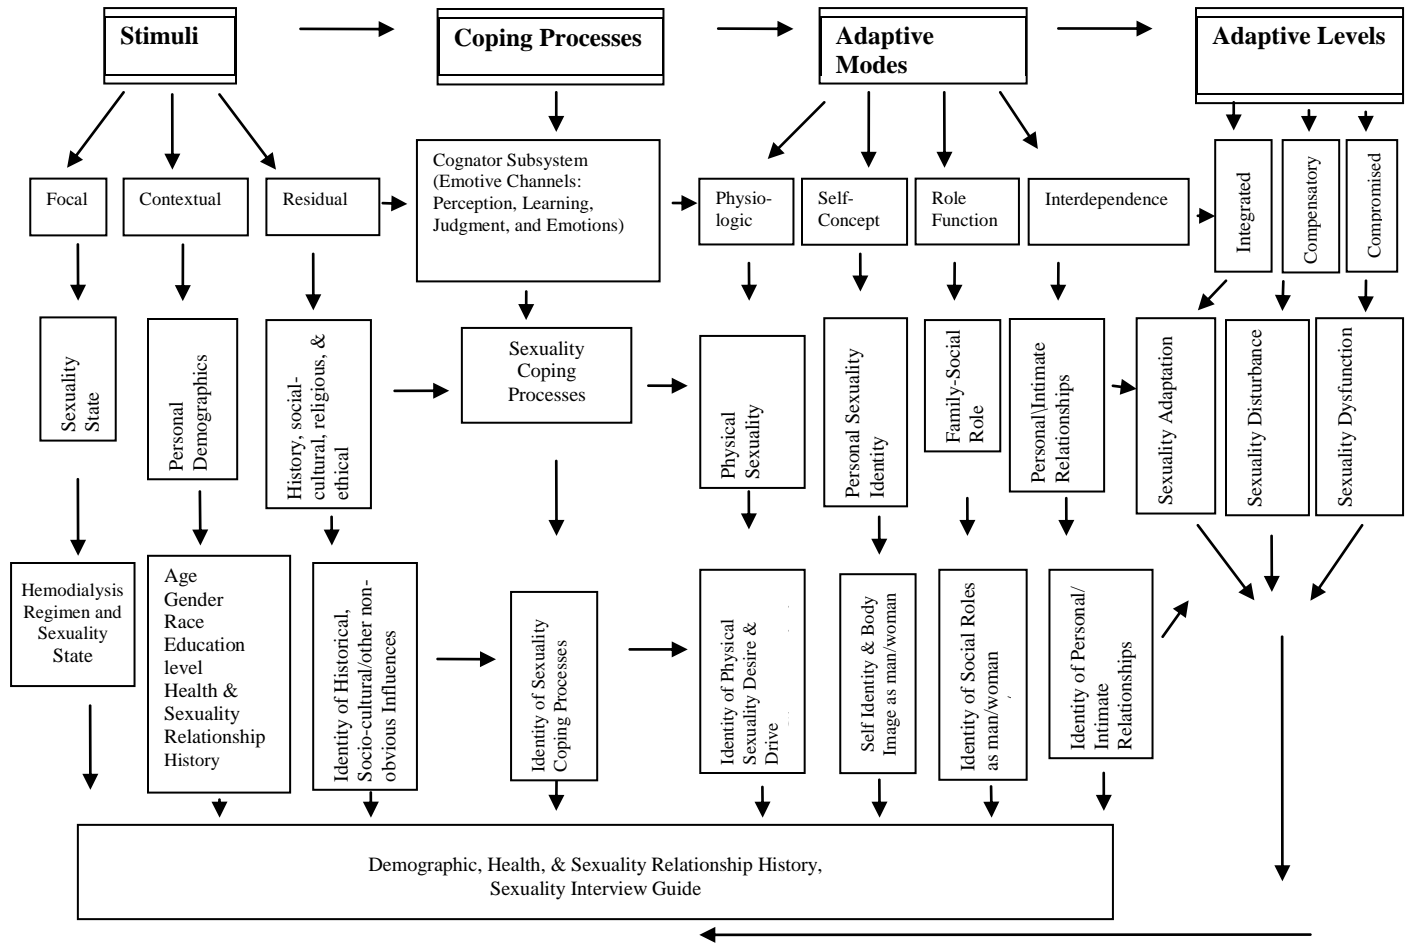 Stimuli
Coping Processes
Adaptive
Modes
Adaptive Levels
Focal
Contextual
Residual
Cognator Subsystem
(Emotive Channels:
Perception, Learning,
Judgment, and Emotions)
Physio-
logic
Self-
Concept
Role
Function
Interdependence
Integrated
Compensatory
Compromised
Sexuality
State
Personal
Demographics
History, social-
cultural, religious, &
ethical
Sexuality
Coping
Processes
Physical
Sexuality
Personal Sexuality
Identity
Family-Social
Role
Personal\Intimate
Relationships
Sexuality Adaptation
Sexuality Disturbance
Sexuality Dysfunction
Hemodialysis
Regimen and
Sexuality
State
Age
Gender
Race
Education
level
Health &
Sexuality
Relationship
History
Identity of Historical,
Socio-cultural/other non-
obvious Influences
Identity of Sexuality
Coping Processes
Identity of Physical
Sexuality Desire &
Drive
Self Identity & Body
Image as man/woman
Identity of Social Roles
as man/woman
Identity of Personal/
Intimate
Relationships
Demographic, Health, & Sexuality Relationship History,
Sexuality Interview Guide